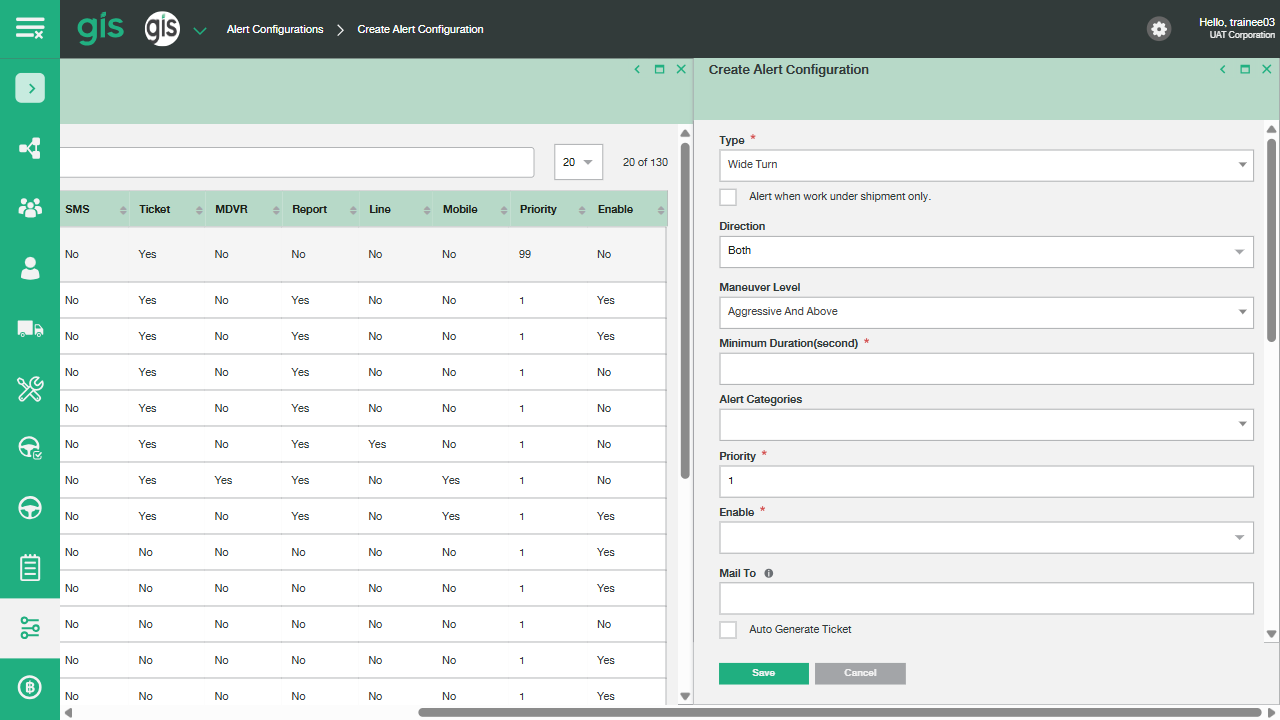 gis
gis
Alert Configurations
Create Alert Configuration
Hello, trainee03
UAT Corporation
20
20 of 130
SMS Ticket MDVR Report Line Mobile Priority Enable
No Yes No No No No 99 No
No Yes No Yes No No 1 Yes
No Yes No Yes No No 1 Yes
No Yes No Yes No No 1 No
No Yes No Yes No No 1 No
No Yes No Yes Yes No 1 No
No Yes Yes Yes No Yes 1 No
No Yes No Yes No Yes 1 Yes
No No No No No No 1 Yes
No No No No No No 1 Yes
No No No No No No 1 No
No No No No No No 1 Yes
No No No No No No 1 Yes
Create Alert Configuration
Type *
Wide Turn
Alert when work under shipment only.
Direction
Both
Maneuver Level
Aggressive And Above
Minimum Duration(second) *
Alert Categories
Priority *
1
Enable *
Mail To
Auto Generate Ticket
Save
Cancel